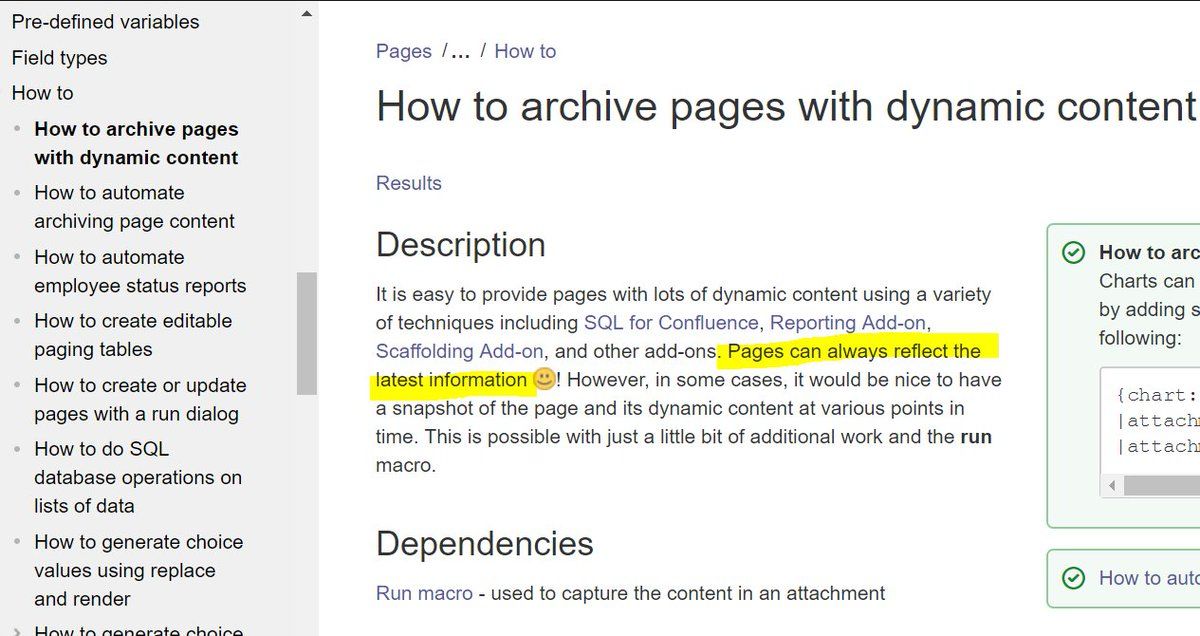 Pre-defined variables
Field types
How to
How to archive pages
with dynamic content
How to automate
archiving page content
How to automate
employee status reports
How to create editable
paging tables
How to create or update
pages with a run dialog
How to do SQL
database operations on
lists of data
How to generate choice
values using replace
and render
How to generate choice
Pages /... / How to
How to archive pages with dynamic content
Results
Description
It is easy to provide pages with lots of dynamic content using a variety
of techniques including SQL for Confluence, Reporting Add-on,
Scaffolding Add-on, and other add-ons. Pages can always reflect the
latest information 🙂! However, in some cases, it would be nice to have
a snapshot of the page and its dynamic content at various points in
time. This is possible with just a little bit of additional work and the run
macro.
Dependencies
Run macro - used to capture the content in an attachment
How to arc
Charts can
by adding s
following:
{chart:
|attach
|attach
How to auto